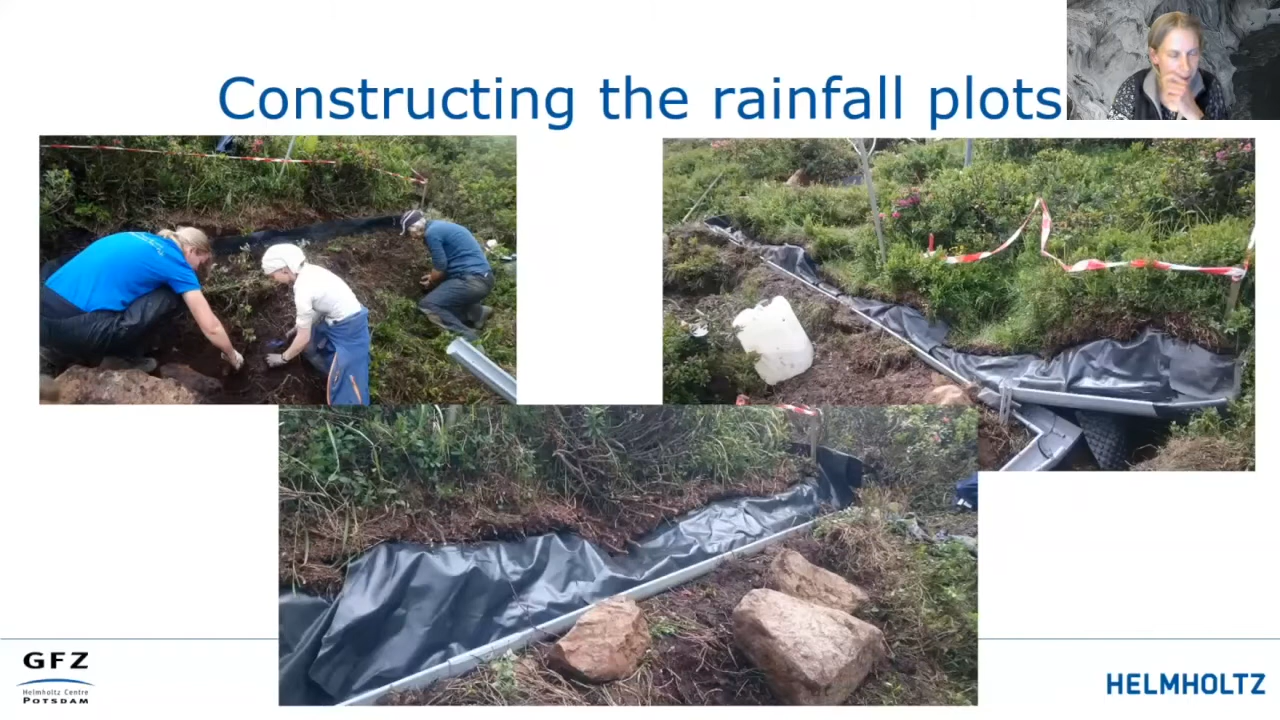 Constructing the rainfall plots
GFZ
Helmholtz Centre
POTSDAM
HELMHOLTZ